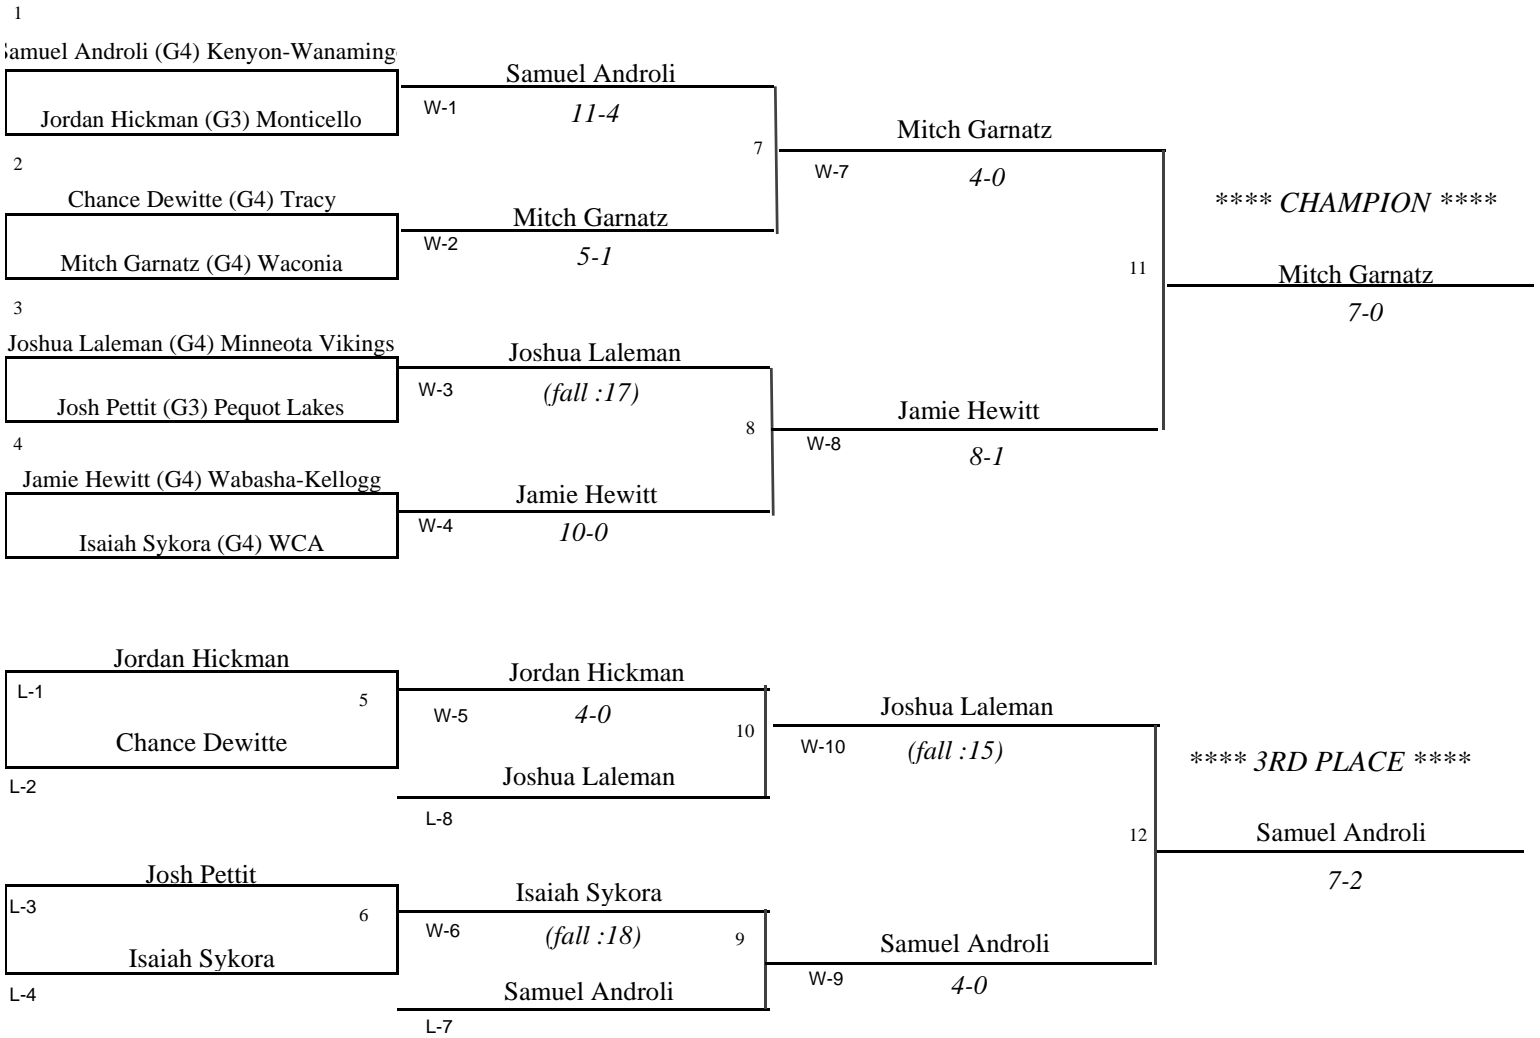 1
Samuel Androli (G4) Kenyon-Wanaming
Samuel Androli
W-1
11-4
Jordan Hickman (G3) Monticello
Mitch Garnatz
7
2
W-7
4-0
Chance Dewitte (G4) Tracy
**** CHAMPION ****
Mitch Garnatz
W-2
5-1
Mitch Garnatz (G4) Waconia
11
Mitch Garnatz
3
7-0
Joshua Laleman (G4) Minneota Vikings
Joshua Laleman
W-3
(fall :17)
Josh Pettit (G3) Pequot Lakes
Jamie Hewitt
8
4
W-8
8-1
Jamie Hewitt (G4) Wabasha-Kellogg
Jamie Hewitt
W-4
10-0
Isaiah Sykora (G4) WCA
Jordan Hickman
Jordan Hickman
L-1
5
W-5
4-0
Joshua Laleman
Chance Dewitte
10
W-10
(fall :15)
**** 3RD PLACE ****
Joshua Laleman
L-2
L-8
12
Samuel Androli
Josh Pettit
7-2
Isaiah Sykora
L-3
6
W-6
(fall :18)
9
Samuel Androli
Isaiah Sykora
W-9
4-0
Samuel Androli
L-4
L-7